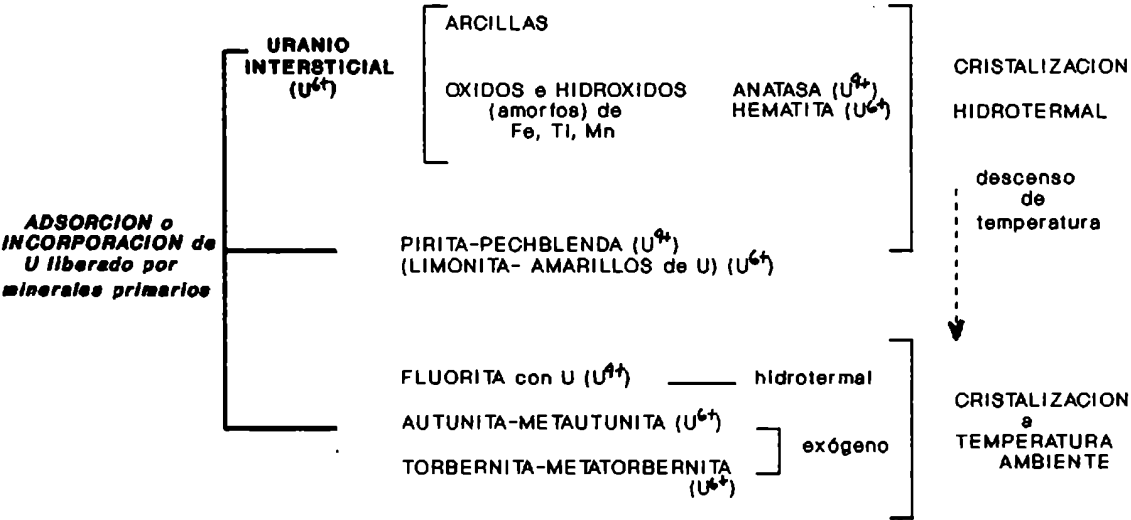 ADSORCION o
INCORPORACION de
U liberado por
minerales primarios
URANIO
INTERSTICIAL
(U6+)
ARCILLAS
OXIDOS e HIDROXIDOS
(amorfos) de
Fe, Ti, Mn
ANATASA (U4+)
HEMATITA (U6+)
CRISTALIZACION
HIDROTERMAL
descenso
de
temperatura
PIRITA-PECHBLENDA (U4+)
(LIMONITA- AMARILLOS de U) (U6+)
FLUORITA con U (U4+)
hidrotermal
AUTUNITA-METAUTUNITA (U6+)
TORBERNITA-METATORBERNITA
(U6+)
exógeno
CRISTALIZACION
a
TEMPERATURA
AMBIENTE